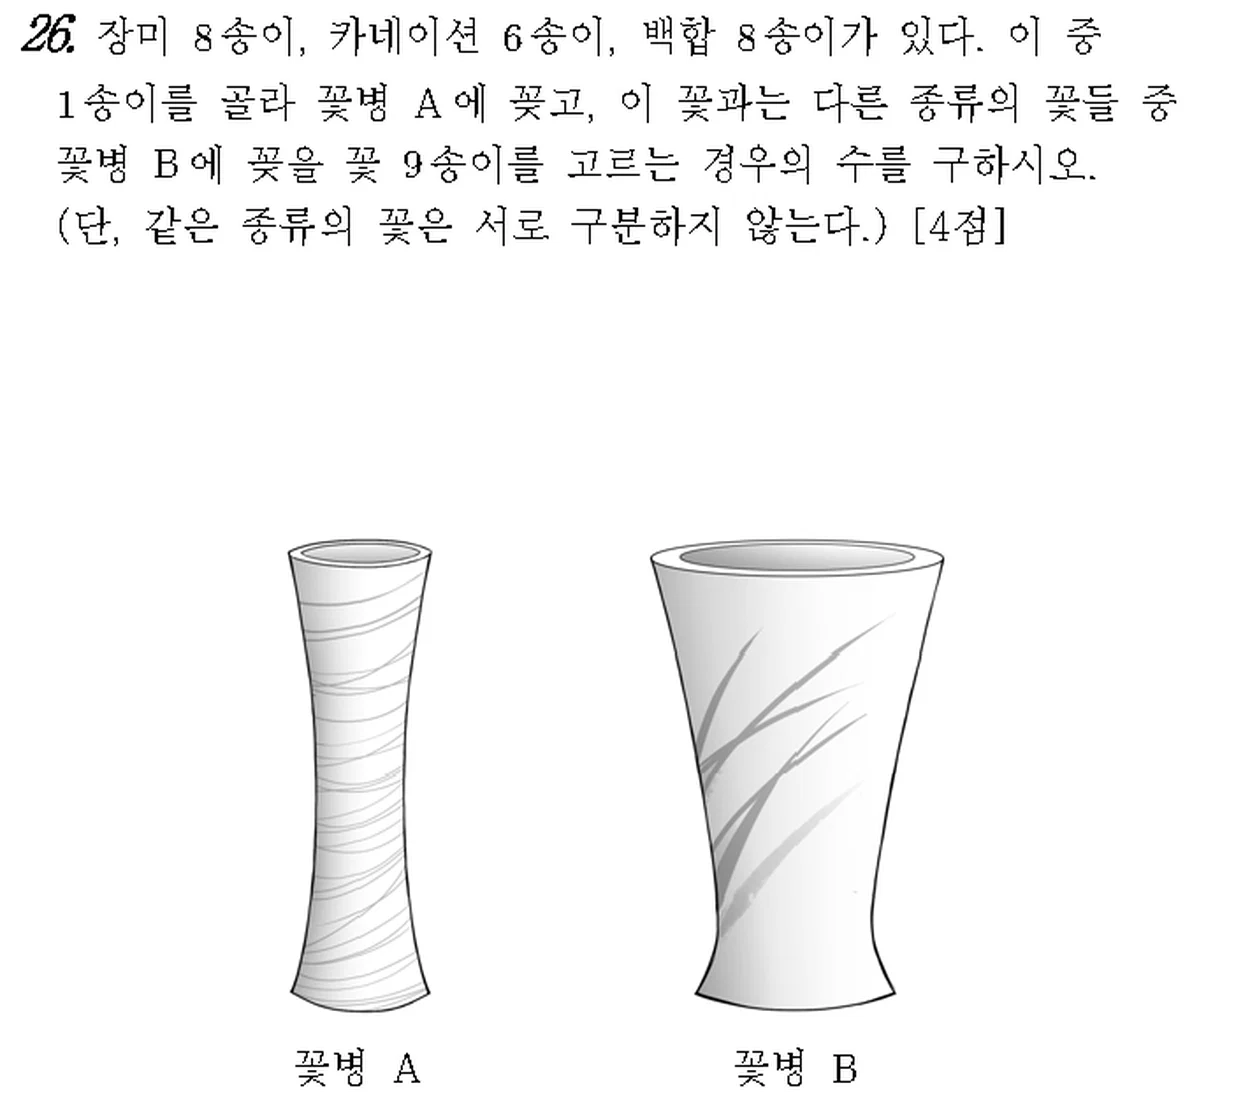 26. 장미 8송이, 카네이션 6송이, 백합 8송이가 있다. 이 중
1송이를 골라 꽃병 A에 꽂고, 이 꽃과는 다른 종류의 꽃들 중
꽃병 B에 꽂을 꽃 9송이를 고르는 경우의 수를 구하시오.
(단, 같은 종류의 꽃은 서로 구분하지 않는다.) [4점]
꽃병 A
꽃병 B